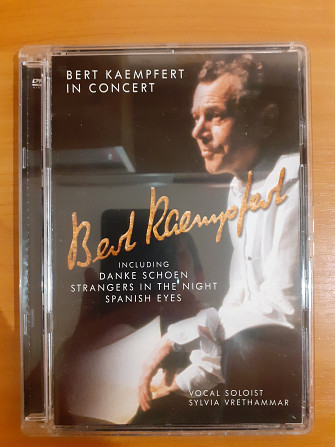 DVD
BERT KAEMPFERT
IN CONCERT
Bert Kaempfert
INCLUDING
DANKE SCHOEN
STRANGERS IN THE NIGHT
SPANISH EYES
VOCAL SOLOIST
SYLVIA VRETHAMMAR